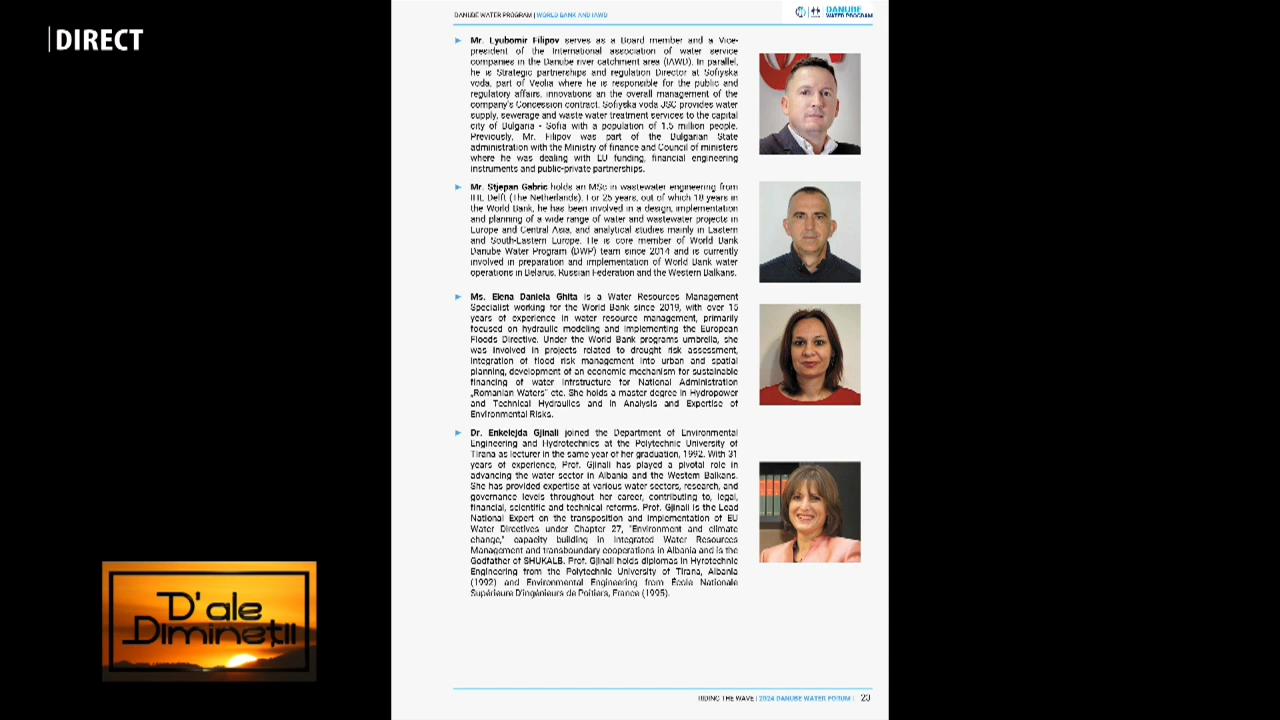 DIRECT
DANUBE WATER PROGRAM | WORLD BANK AND IAWD
DANUBE
WATER PROGRAM
Mr. Lyubomir Filipov serves as a Board member and a Vice-
president of the International association of water service
companies in the Danube river catchment area (IAWD). In parallel,
he is Strategic partnerships and regulation Director at Sofiyska
voda, part of Veolia where he is responsible for the public and
regulatory affairs, innovations an the overall management of the
company's Concession contract. Sofiyska voda JSC provides water
supply, sewerage and waste water treatment services to the capital
city of Bulgaria - Sofia with a population of 1.5 million people.
Previously, Mr. Filipov was part of the Bulgarian State
administration with the Ministry of finance and Council of ministers
where he was dealing with EU funding, financial engineering
instruments and public-private partnerships.
Mr. Stjepan Gabric holds an MSc in wastewater engineering from
IHE Delft (The Netherlands). For 25 years, out of which 18 years in
the World Bank, he has been involved in a design, implementation
and planning of a wide range of water and wastewater projects in
Europe and Central Asia, and analytical studies mainly in Eastern
and South-Eastern Europe. He is core member of World Bank
Danube Water Program (DWP) team since 2014 and is currently
involved in preparation and implementation of World Bank water
operations in Belarus, Russian Federation and the Western Balkans.
Ms. Elena Daniela Ghita is a Water Resources Management
Specialist working for the World Bank since 2019, with over 15
years of experience in water resource management, primarily
focused on hydraulic modeling and implementing the European
Floods Directive. Under the World Bank programs umbrella, she
was involved in projects related to drought risk assessment,
integration of flood risk management into urban and spatial
planning, development of an economic mechanism for sustainable
financing of water infrstructure for National Administration
„Romanian Waters" etc. She holds a master degree in Hydropower
and Technical Hydraulics and in Analysis and Expertise of
Environmental Risks.
Dr. Enkelejda Gjinali joined the Department of Environmental
Engineering and Hydrotechnics at the Polytechnic University of
Tirana as lecturer in the same year of her graduation, 1992. With 31
years of experience, Prof. Gjinali has played a pivotal role in
advancing the water sector in Albania and the Western Balkans.
She has provided expertise at various water sectors, research, and
governance levels throughout her career, contributing to, legal,
financial, scientific and technical reforms. Prof. Gjinali is the Lead
National Expert on the transposition and implementation of EU
Water Directives under Chapter 27, "Environment and climate
change," capacity building in Integrated Water Resources
Management and transboundary cooperations in Albania and is the
Godfather of SHUKALB. Prof. Gjinali holds diplomas in Hyrotechnic
Engineering from the Polytechnic University of Tirana, Albania
(1992) and Environmental Engineering from École Nationale
Supérieure D'ingénieurs de Poitiers, France (1995).
D'ale
Dimineții
RIDING THE WAVE | 2024 DANUBE WATER FORUM | 23